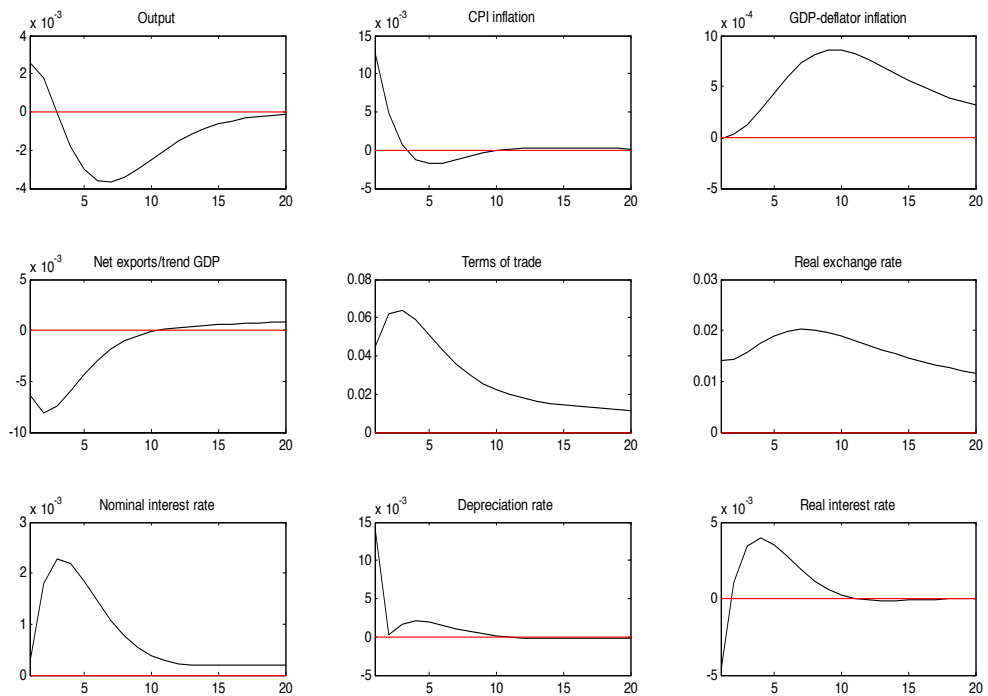 Output
x 10^-3
4
2
0
-2
-4
5 10 15 20
CPI inflation
x 10^-3
15
10
5
0
-5
5 10 15 20
GDP-deflator inflation
x 10^-4
10
5
0
-5
5 10 15 20
Net exports/trend GDP
x 10^-3
5
0
-5
-10
5 10 15 20
Terms of trade
0.08
0.06
0.04
0.02
0
5 10 15 20
Real exchange rate
0.03
0.02
0.01
0
5 10 15 20
Nominal interest rate
x 10^-3
3
2
1
0
5 10 15 20
Depreciation rate
x 10^-3
15
10
5
0
-5
5 10 15 20
Real interest rate
x 10^-3
5
0
-5
5 10 15 20